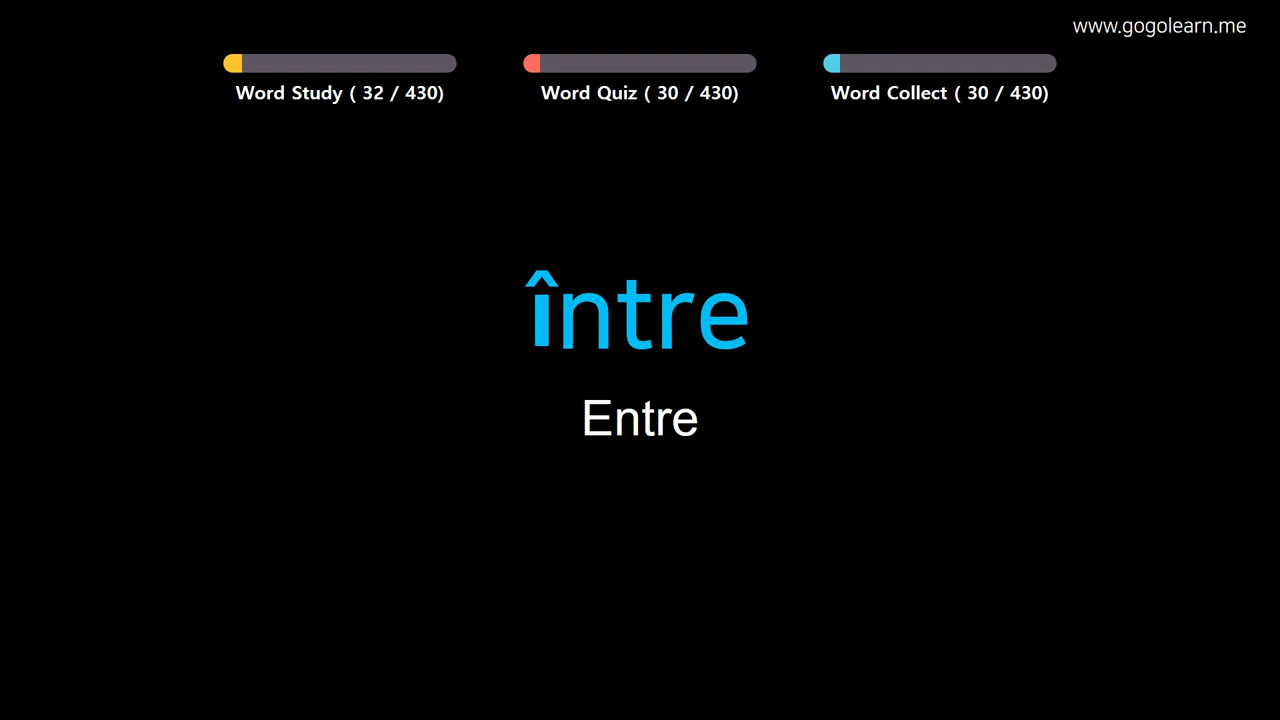 www.gogolearn.me
Word Study ( 32 / 430)
Word Quiz ( 30 / 430)
Word Collect ( 30 / 430)
între
Entre